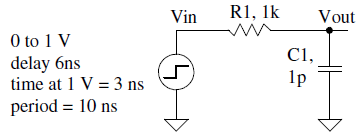 Vin
R1, 1k
Vout
0 to 1 V
delay 6ns
time at 1 V = 3 ns
period = 10 ns
C1,
1p